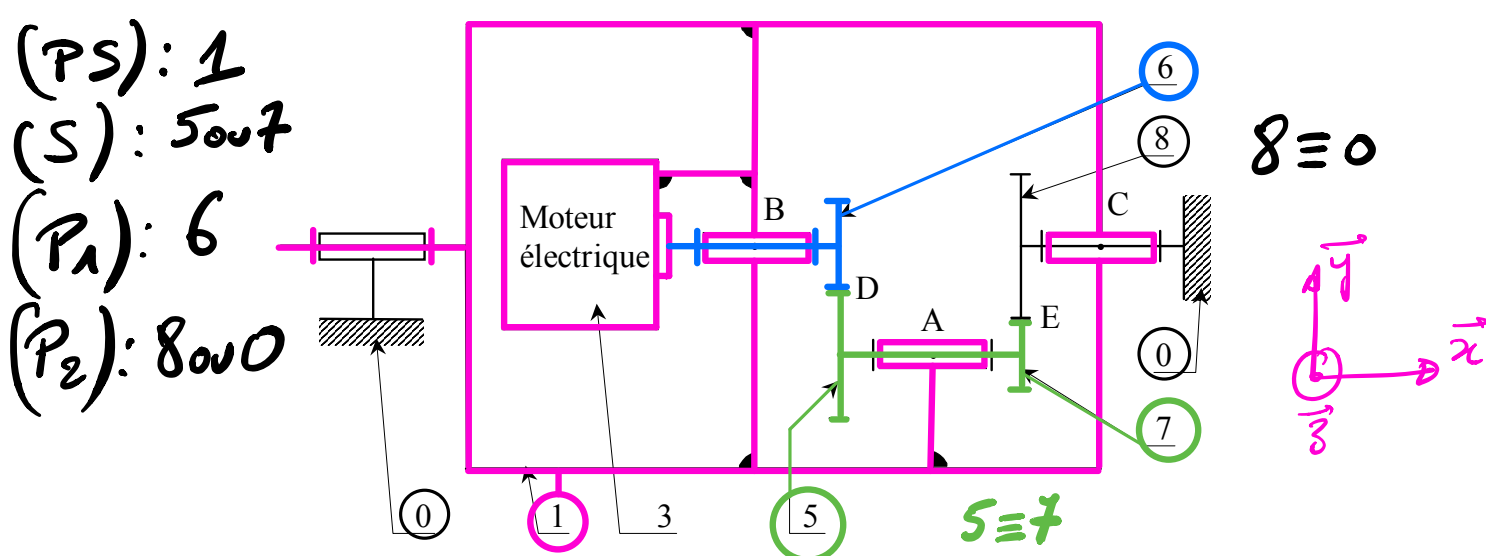 (PS): 1
(S): 5 ou 7
(P1): 6
(P2): 8 ou 0
Moteur
électrique
B
D
A
E
C
6
8
8 ≡ 0
0
7
0
1
3
5
5 ≡ 7
y
x
z